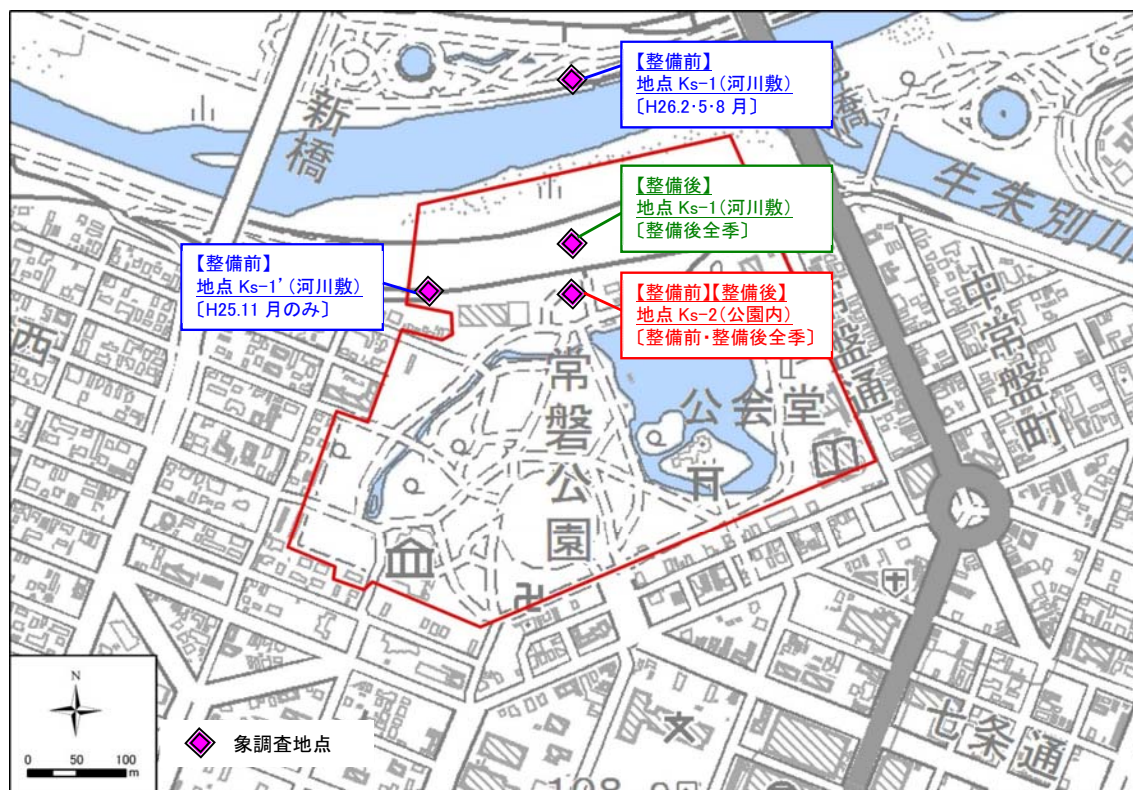 【整備前】
地点 Ks-1(河川敷)
〔H26.2・5・8 月〕
新橋
橋
牛朱別川
【整備後】
地点 Ks-1(河川敷)
〔整備後全季〕
【整備前】
地点 Ks-1’(河川敷)
〔H25.11 月のみ〕
【整備前】【整備後】
地点 Ks-2(公園内)
〔整備前・整備後全季〕
西
常磐公園
公会堂
常盤通
中常盤町
七条通
N
0 50 100
m
象調査地点